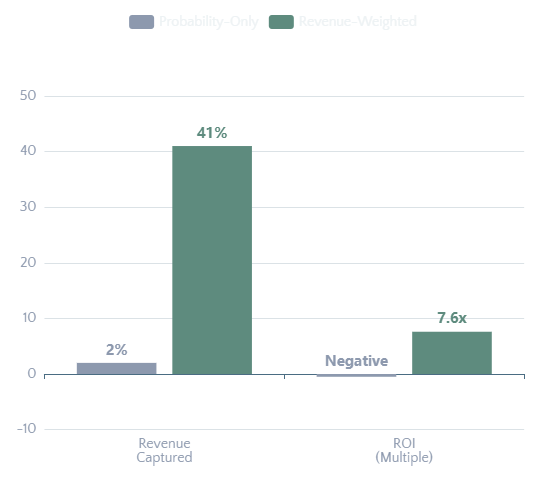 Probability-Only Revenue-Weighted
50
40
30
20
10
0
-10
41%
2%
7.6x
Negative
Revenue
Captured
ROI
(Multiple)